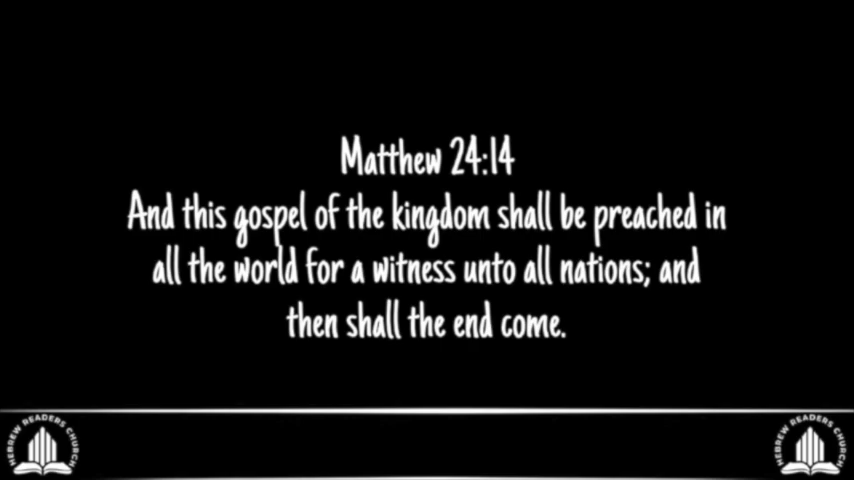 Matthew 24:14
And this gospel of the kingdom shall be preached in
all the world for a witness unto all nations; and
then shall the end come.
HEBREW READERS CHURCH
HEBREW READERS CHURCH